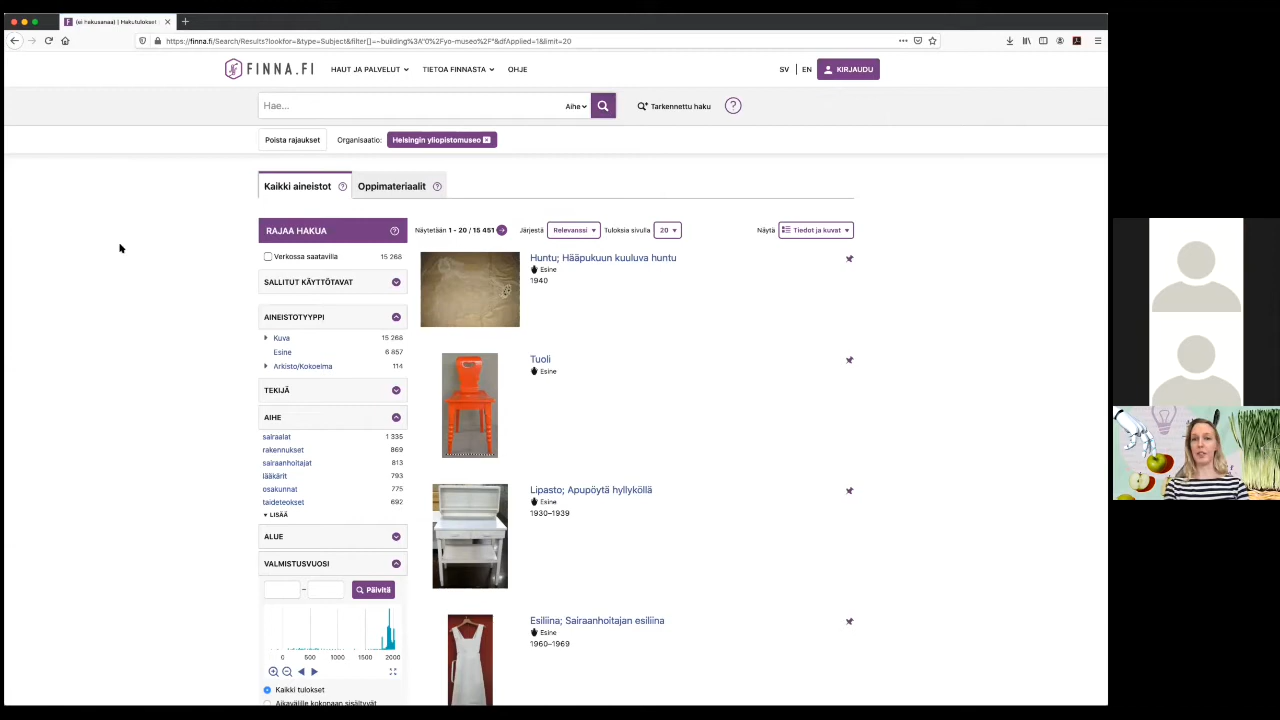 (ei hakusanaa) | Hakutulokset
https://finna.fi/Search/Results?lookfor=&type=Subject&filter[]=~building%3A"0%2Fyo-museo%2F"&dfApplied=1&limit=20
FINNA.FI
HAUT JA PALVELUT
TIETOA FINNASTA
OHJE
SV | EN
KIRJAUDU
Hae...
Aihe
Tarkennettu haku
?
Poista rajaukset
Organisaatio:
Helsingin yliopistomuseo
Kaikki aineistot ?
Oppimateriaalit ?
RAJAA HAKUA ?
Verkossa saatavilla 15 268
SALLITUT KÄYTTÖTAVAT
AINEISTOTYYPPI
Kuva 15 268
Esine 6 857
Arkisto/Kokoelma 114
TEKIJÄ
AIHE
sairaalat 1 335
rakennukset 869
sairaanhoitajat 813
lääkärit 793
osakunnat 775
taideteokset 692
LISÄÄ
ALUE
VALMISTUSVUOSI
–
Päivitä
0 500 1000 1500 2000
Kaikki tulokset
Aikavälille kokonaan sisältyvät
Näytetään 1 - 20 / 15 451
Järjestä
Relevanssi
Tuloksia sivulla
20
Näytä
Tiedot ja kuvat
Huntu; Hääpukuun kuuluva huntu
Esine
1940
Tuoli
Esine
Lipasto; Apupöytä hyllyköllä
Esine
1930–1939
Esiliina; Sairaanhoitajan esiliina
Esine
1960–1969